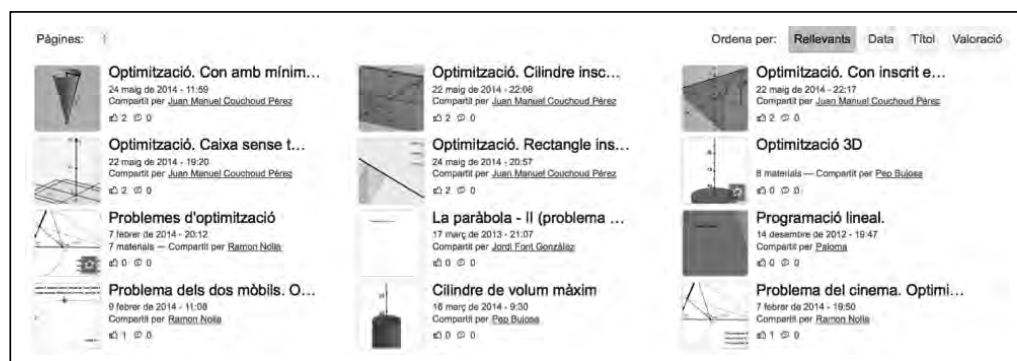 Pàgines: 1
Ordena per: Rellevants Data Títol Valoració
Optimització. Con amb mínim...
24 maig de 2014 - 11:59
Compartit per Juan Manuel Couchoud Pérez
2 0
Optimització. Cilindre insc...
22 maig de 2014 - 22:06
Compartit per Juan Manuel Couchoud Pérez
2 0
Optimització. Con inscrit e...
22 maig de 2014 - 22:17
Compartit per Juan Manuel Couchoud Pérez
2 0
Optimització. Caixa sense t...
22 maig de 2014 - 19:20
Compartit per Juan Manuel Couchoud Pérez
2 0
Optimització. Rectangle ins...
24 maig de 2014 - 20:57
Compartit per Juan Manuel Couchoud Pérez
2 0
Optimització 3D
8 materials — Compartit per Pep Bujosa
0 0
Problemes d'optimització
7 febrer de 2014 - 20:12
7 materials — Compartit per Ramon Nolla
0 0
La paràbola - II (problema ...
17 març de 2013 - 21:07
Compartit per Jordi Font Gonzàlez
0 0
Programació lineal.
14 desembre de 2012 - 19:47
Compartit per Paloma
0 0
Problema dels dos mòbils. O...
9 febrer de 2014 - 11:08
Compartit per Ramon Nolla
1 0
Cilindre de volum màxim
16 març de 2014 - 9:30
Compartit per Pep Bujosa
0 0
Problema del cinema. Optimi...
7 febrer de 2014 - 19:50
Compartit per Ramon Nolla
1 0